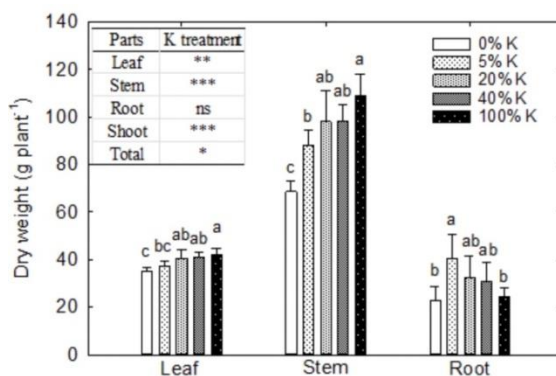 Parts K treatment
Leaf **
Stem ***
Root ns
Shoot ***
Total *
0% K
5% K
20% K
40% K
100% K
Dry weight (g plant⁻¹)
140
120
100
80
60
40
20
0
c bc ab ab a
c b ab ab a
b a ab ab b
Leaf Stem Root